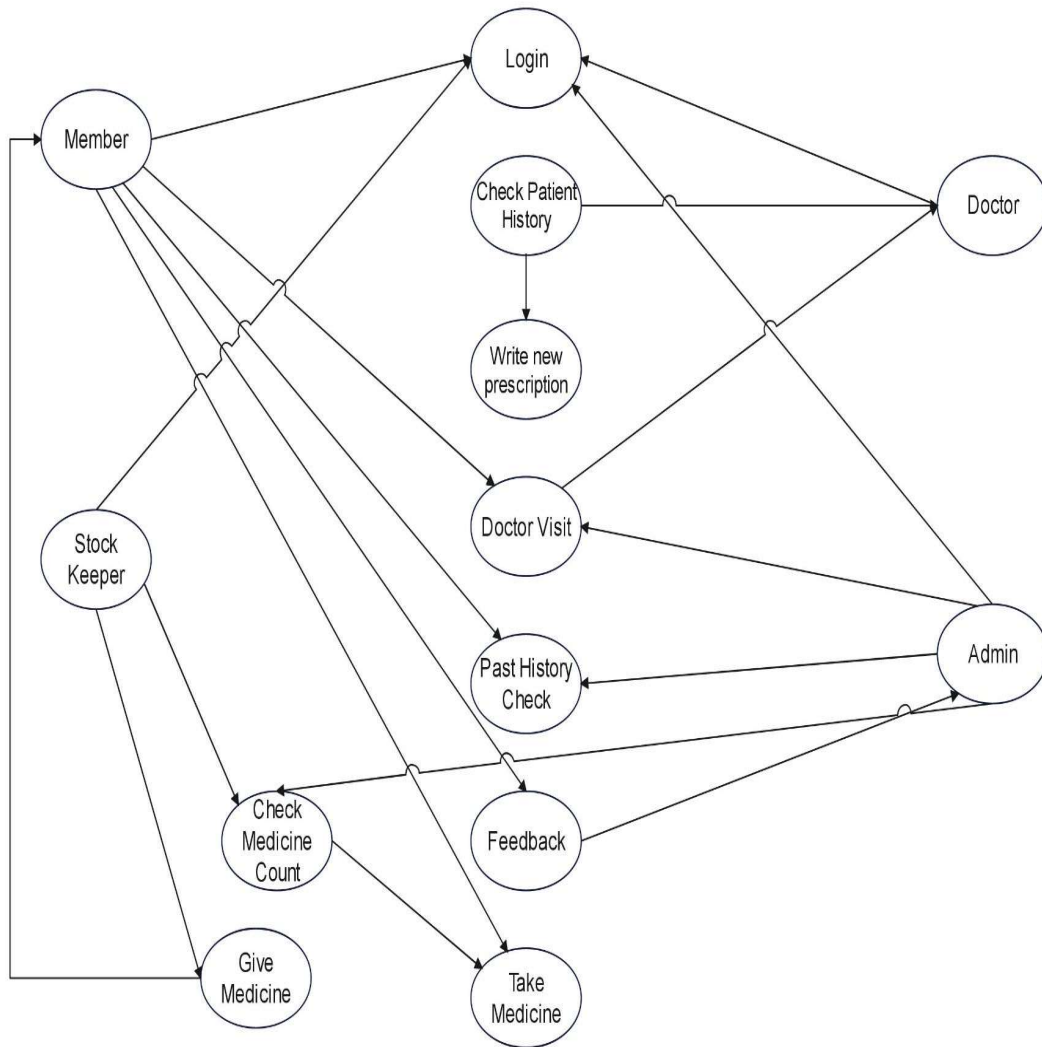 Login
Member
Check Patient
History
Doctor
Write new
prescription
Doctor Visit
Stock
Keeper
Past History
Check
Admin
Check
Medicine
Count
Feedback
Give
Medicine
Take
Medicine